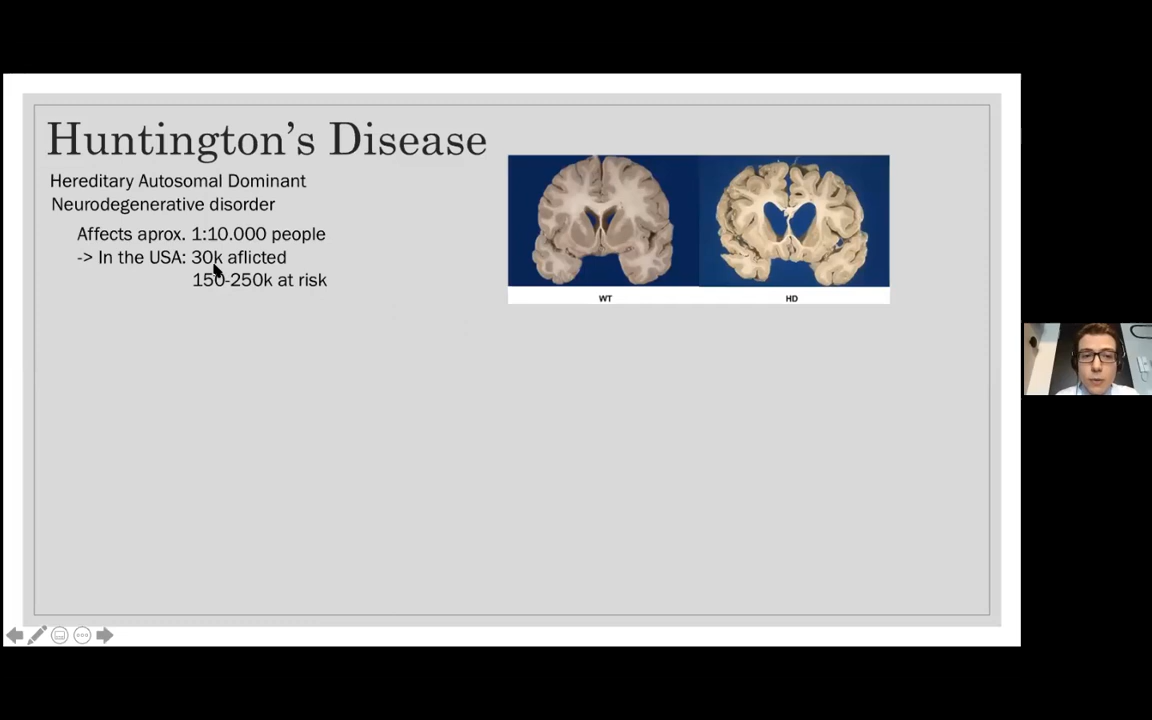 Huntington's Disease
Hereditary Autosomal Dominant
Neurodegenerative disorder
Affects aprox. 1:10.000 people
-> In the USA: 30k aflicted
150-250k at risk
WT
HD